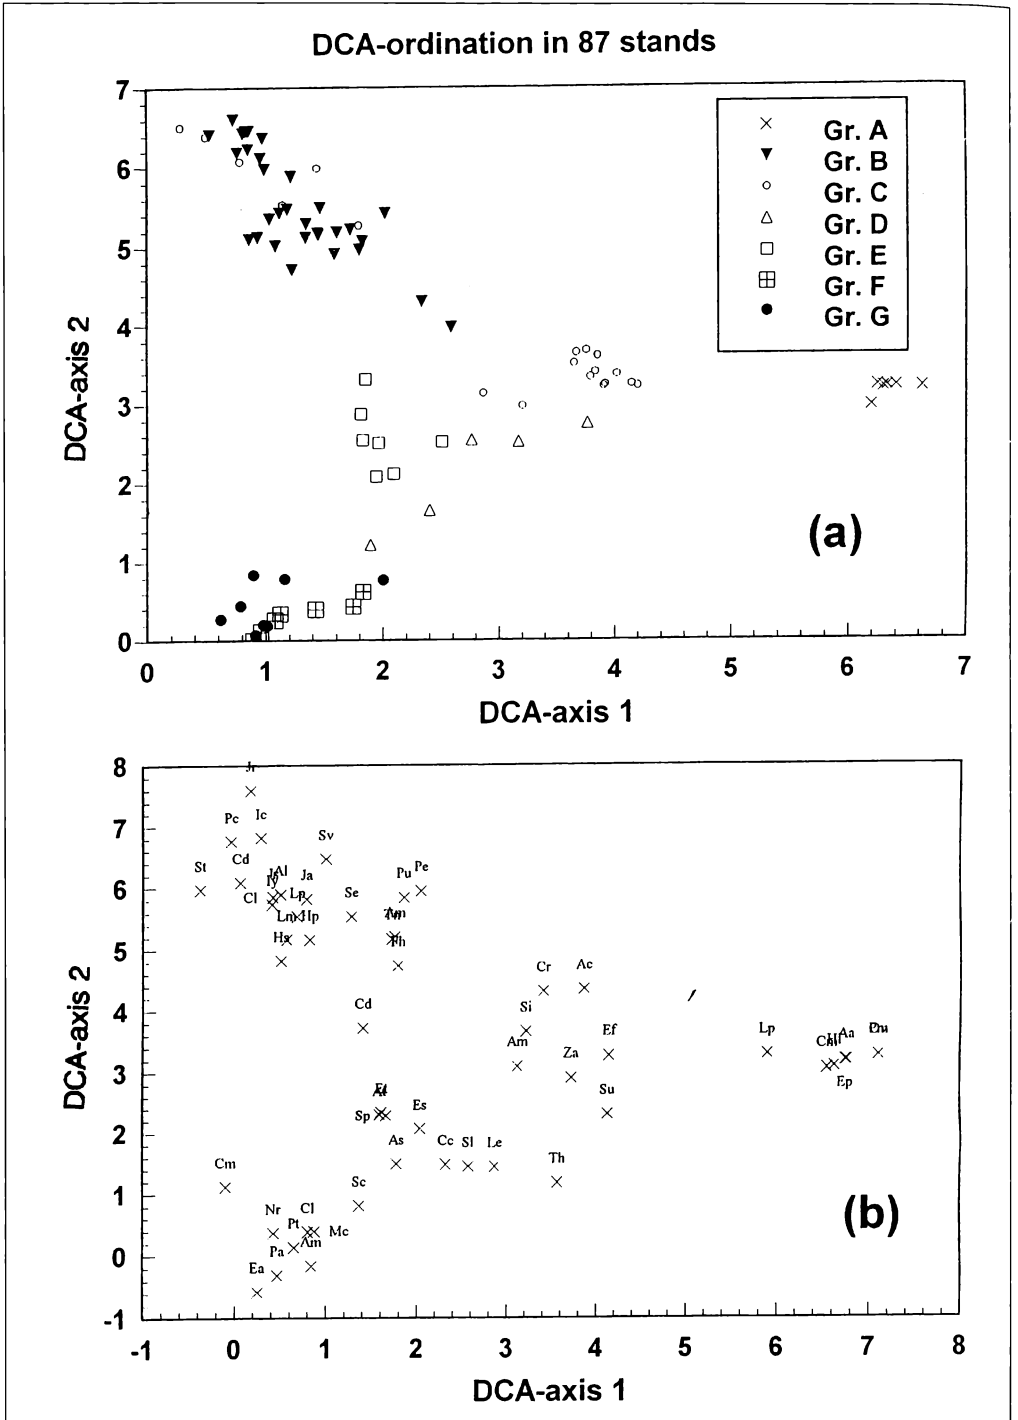 DCA-ordination in 87 stands
7
6
5
4
3
2
1
0
DCA-axis 2
Gr. A
Gr. B
Gr. C
Gr. D
Gr. E
Gr. F
Gr. G
(a)
0 1 2 3 4 5 6 7
DCA-axis 1
8
7
6
5
4
3
2
1
0
-1
DCA-axis 2
Pc Ic
Sv
St Cd
Al Ja Se Pu Pe
Cl Lp
Hp
Hs
Cd
Cr Ac
Si
Am Ef
Za
Lp
Aa
Ep
Su
Sp Es
As Cc Sl Le
Th
Cm
Sc
Nr Cl
Pt Mc
Pa Am
Ea
(b)
-1 0 1 2 3 4 5 6 7 8
DCA-axis 1